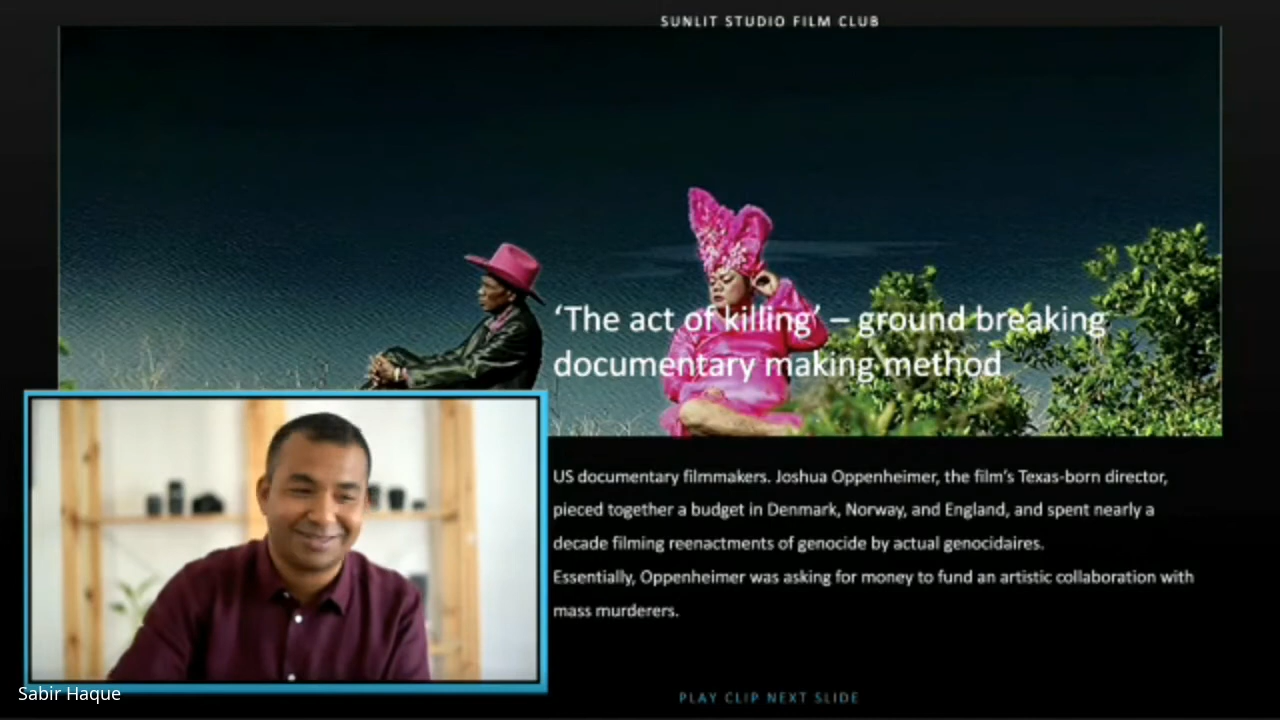 SUNLIT STUDIO FILM CLUB
‘The act of killing’ – ground breaking
documentary making method
US documentary filmmakers. Joshua Oppenheimer, the film’s Texas-born director,
pieced together a budget in Denmark, Norway, and England, and spent nearly a
decade filming reenactments of genocide by actual genocidaires.
Essentially, Oppenheimer was asking for money to fund an artistic collaboration with
mass murderers.
Sabir Haque
PLAY CLIP NEXT SLIDE